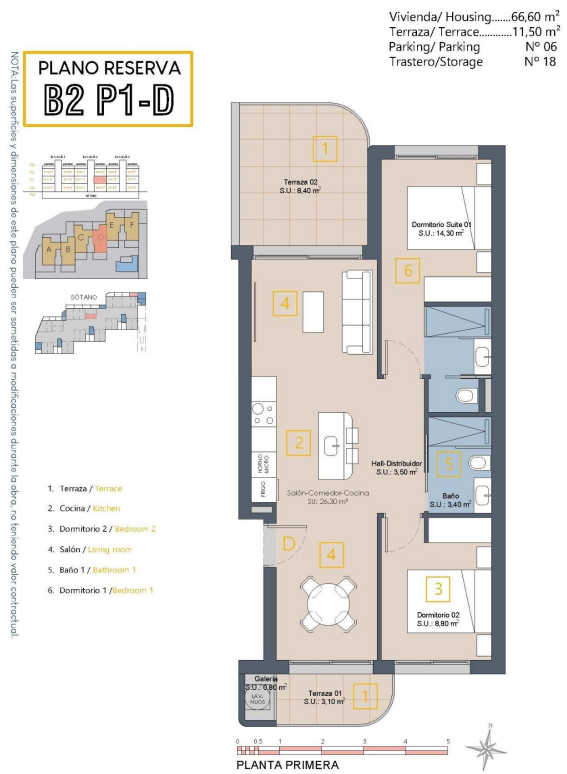 Vivienda/ Housing......66,60 m²
Terraza/ Terrace............11,50 m²
Parking/ Parking Nº 06
Trastero/Storage Nº 18
PLANO RESERVA
B2 P1-D
NOTA:Las superficies y dimensiones de este plano pueden ser sometidas a modificaciones durante la obra, no teniendo valor contractual.
A
B
C
D
E
F
SÓTANO
1. Terraza / Terrace
2. Cocina / Kitchen
3. Dormitorio 2 / Bedroom 2
4. Salón / Living room
5. Baño 1 / Bathroom 1
6. Dormitorio 1 /Bedroom 1
1
Terraza 02
S.U.: 8,40 m²
Dormitorio Suite 01
S.U.: 14,30 m²
6
4
2
HORNO
MICRO
FRIGO
Hall-Distribuidor
S.U.: 3,50 m²
5
Baño
S.U.: 3,40 m²
Salón-Comedor-Cocina
SU: 26,30 m²
D
4
3
Dormitorio 02
S.U.: 8,80 m²
Galería
S.U.: 0,80 m²
LAV.
Terraza 01
S.U.: 3,10 m²
1
0 0.5 1 2 3 4 5
PLANTA PRIMERA
N